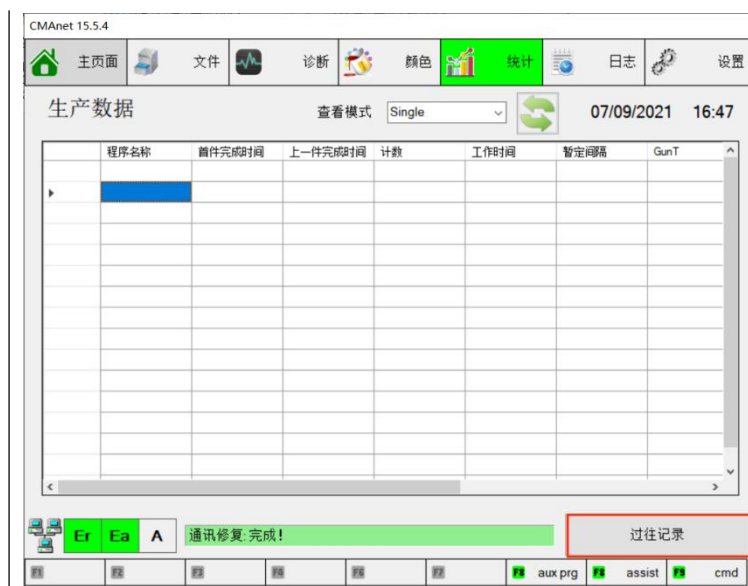 CMAnet 15.5.4
主页面 文件 诊断 颜色 统计 日志 设置
生产数据 查看模式 Single 07/09/2021 16:47
程序名称 首件完成时间 上一件完成时间 计数 工作时间 暂定间隔 GunT
Er Ea A 通讯修复:完成! 过往记录
F1 F2 F3 F4 F6 F7 F8 aux prg F8 assist F9 cmd